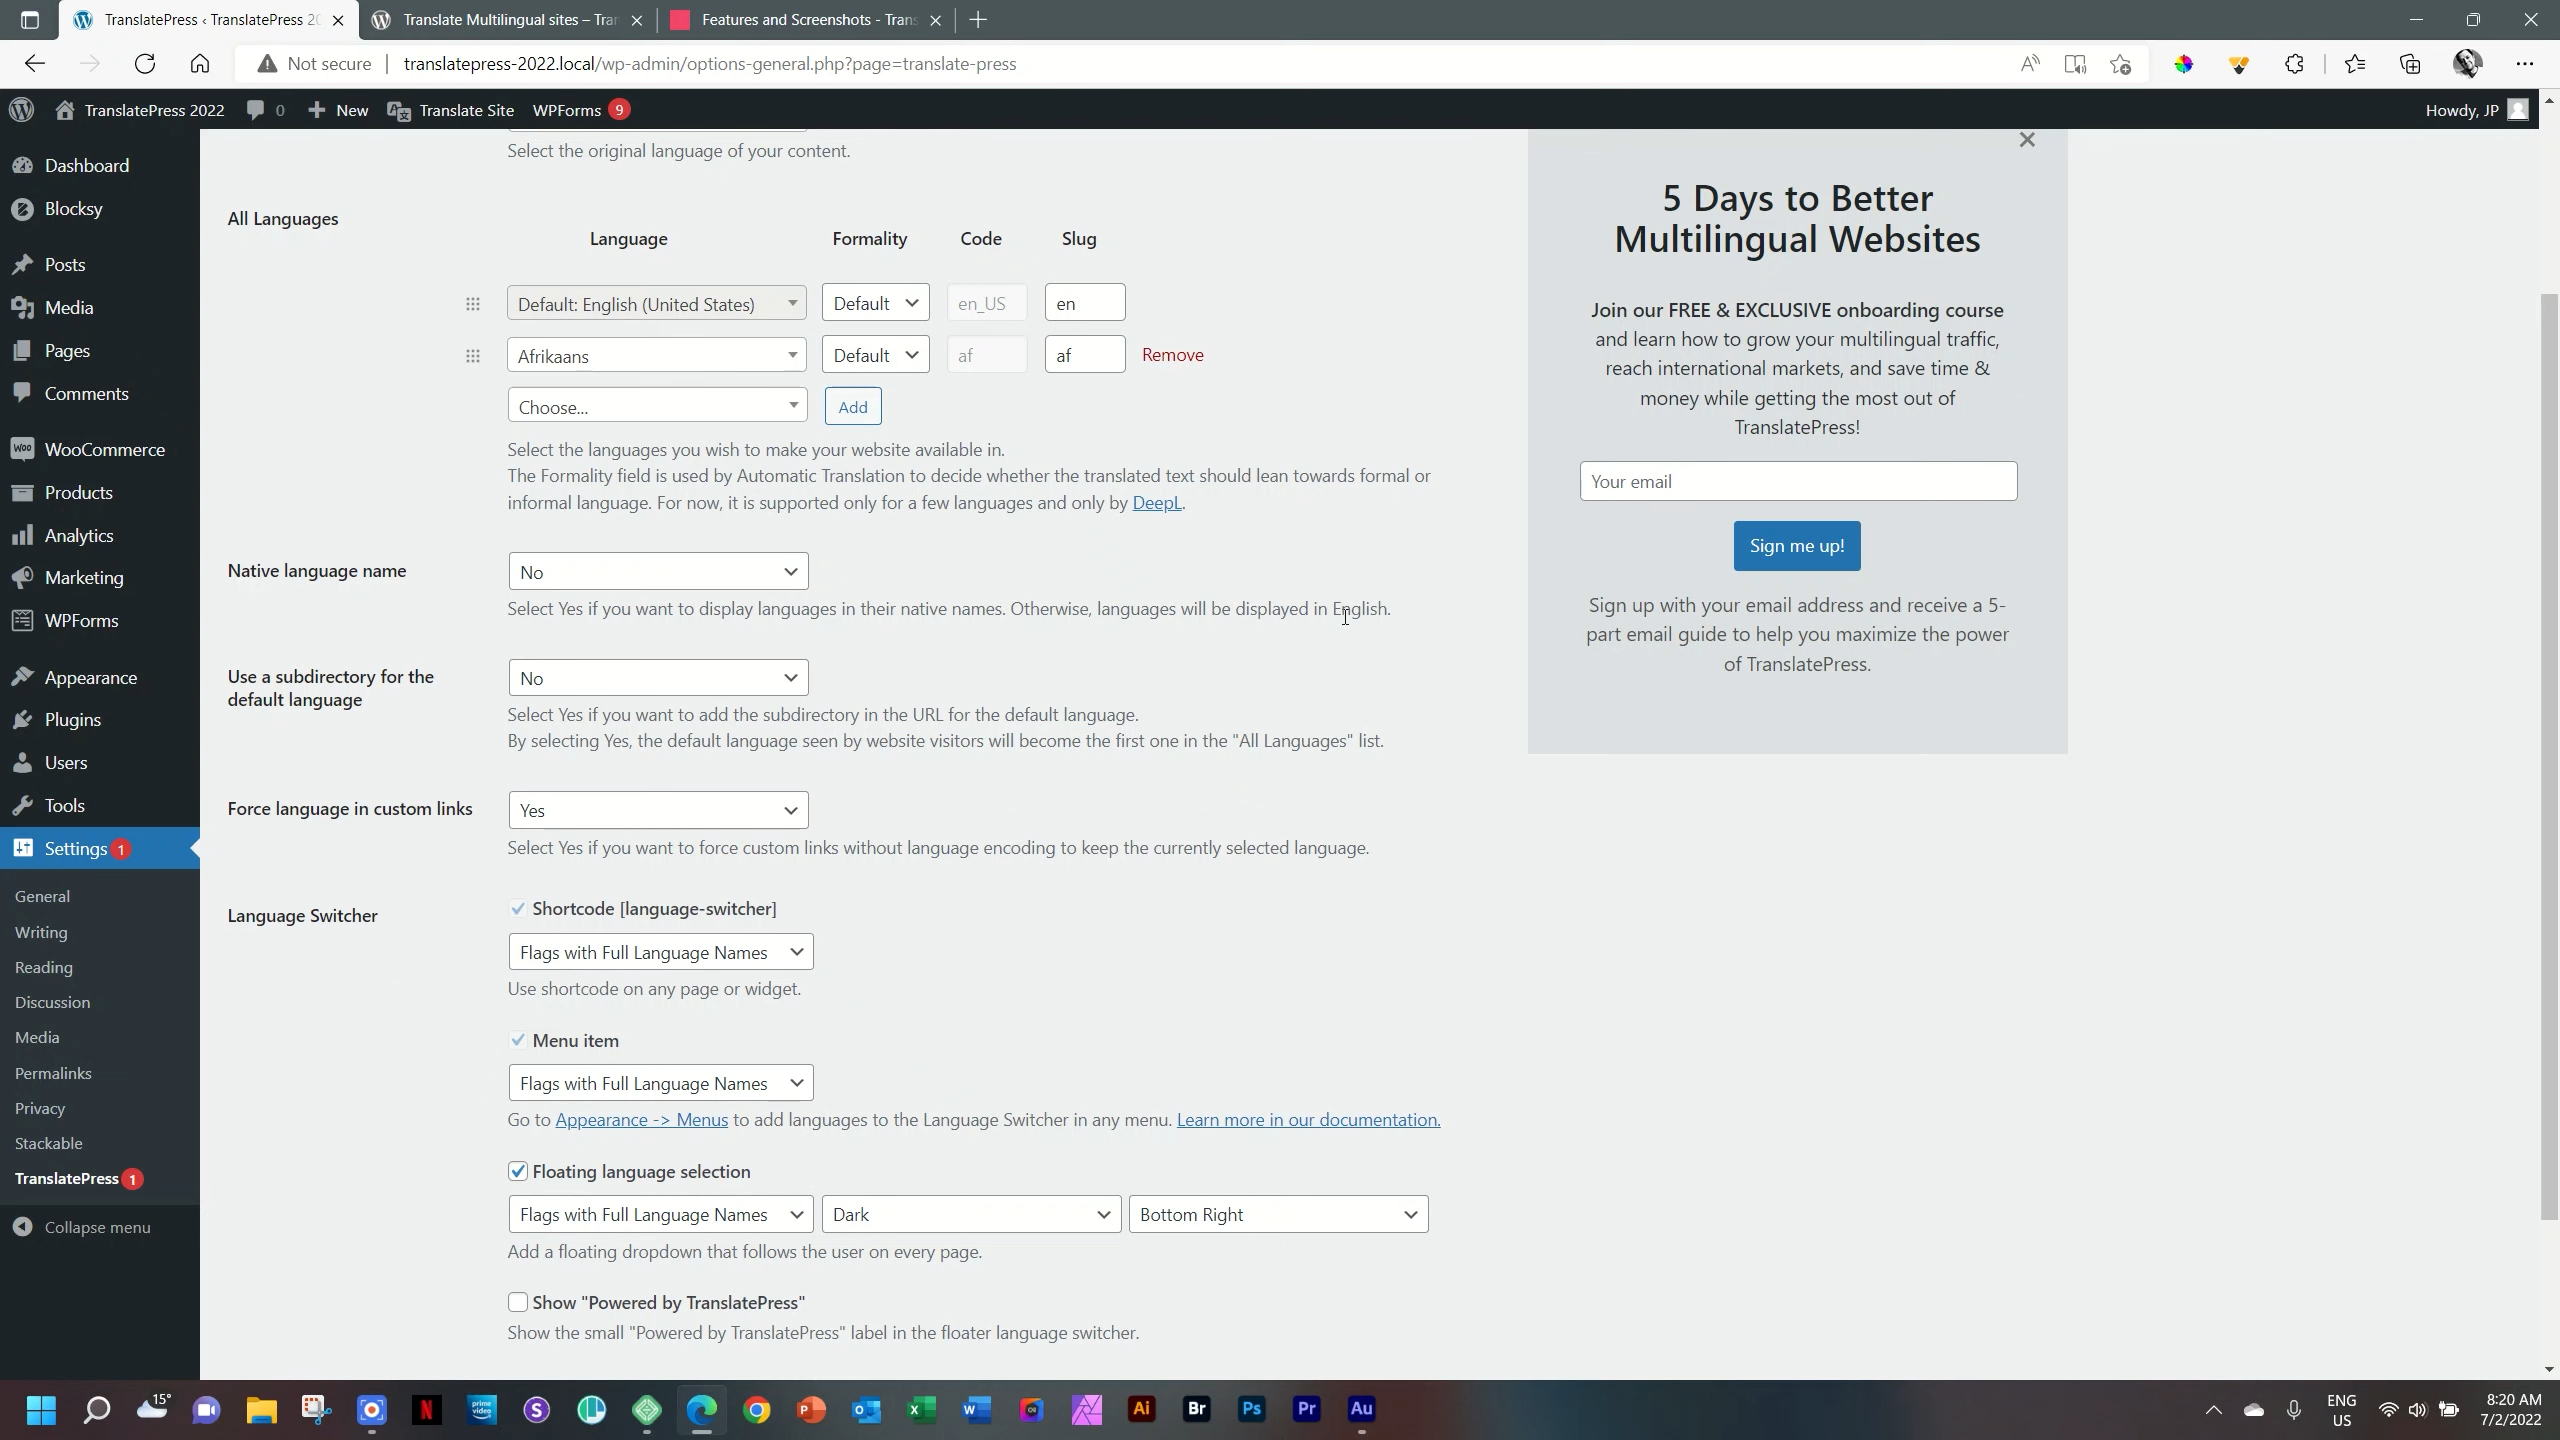 TranslatePress ‹ TranslatePress 20
Translate Multilingual sites – Tran
Features and Screenshots - Trans
Not secure
translatepress-2022.local/wp-admin/options-general.php?page=translate-press
TranslatePress 2022
0
New
Translate Site
WPForms 9
Howdy, JP
Dashboard
Blocksy
Posts
Media
Pages
Comments
WooCommerce
Products
Analytics
Marketing
WPForms
Appearance
Plugins
Users
Tools
Settings 1
General
Writing
Reading
Discussion
Media
Permalinks
Privacy
Stackable
TranslatePress 1
Collapse menu
Select the original language of your content.
All Languages
Language Formality Code Slug
Default: English (United States) Default en_US en
Afrikaans Default af af Remove
Choose... Add
Select the languages you wish to make your website available in.
The Formality field is used by Automatic Translation to decide whether the translated text should lean towards formal or
informal language. For now, it is supported only for a few languages and only by DeepL.
Native language name
No
Select Yes if you want to display languages in their native names. Otherwise, languages will be displayed in English.
Use a subdirectory for the
default language
No
Select Yes if you want to add the subdirectory in the URL for the default language.
By selecting Yes, the default language seen by website visitors will become the first one in the "All Languages" list.
Force language in custom links
Yes
Select Yes if you want to force custom links without language encoding to keep the currently selected language.
Language Switcher
Shortcode [language-switcher]
Flags with Full Language Names
Use shortcode on any page or widget.
Menu item
Flags with Full Language Names
Go to Appearance -> Menus to add languages to the Language Switcher in any menu. Learn more in our documentation.
Floating language selection
Flags with Full Language Names Dark Bottom Right
Add a floating dropdown that follows the user on every page.
Show "Powered by TranslatePress"
Show the small "Powered by TranslatePress" label in the floater language switcher.
5 Days to Better
Multilingual Websites
Join our FREE & EXCLUSIVE onboarding course
and learn how to grow your multilingual traffic,
reach international markets, and save time &
money while getting the most out of
TranslatePress!
Your email
Sign me up!
Sign up with your email address and receive a 5-
part email guide to help you maximize the power
of TranslatePress.
15°
prime video
Ai
Br
Ps
Pr
Au
ENG
US
8:20 AM
7/2/2022